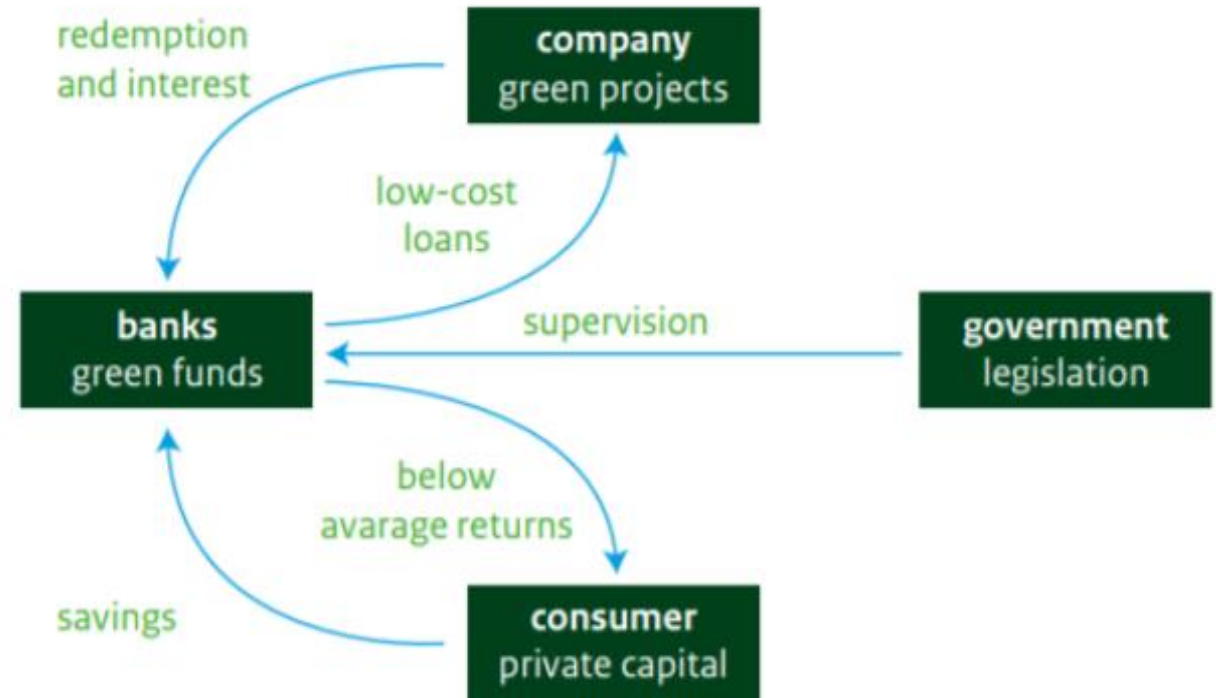 redemption
and interest
company
green projects
low-cost
loans
banks
green funds
supervision
government
legislation
below
avarage returns
savings
consumer
private capital